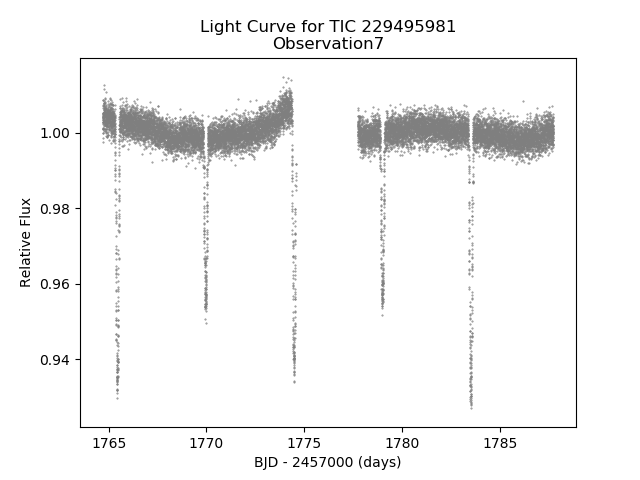 Light Curve for TIC 229495981
Observation7
1.00
0.98
0.96
0.94
Relative Flux
1765
1770
1775
1780
1785
BJD - 2457000 (days)